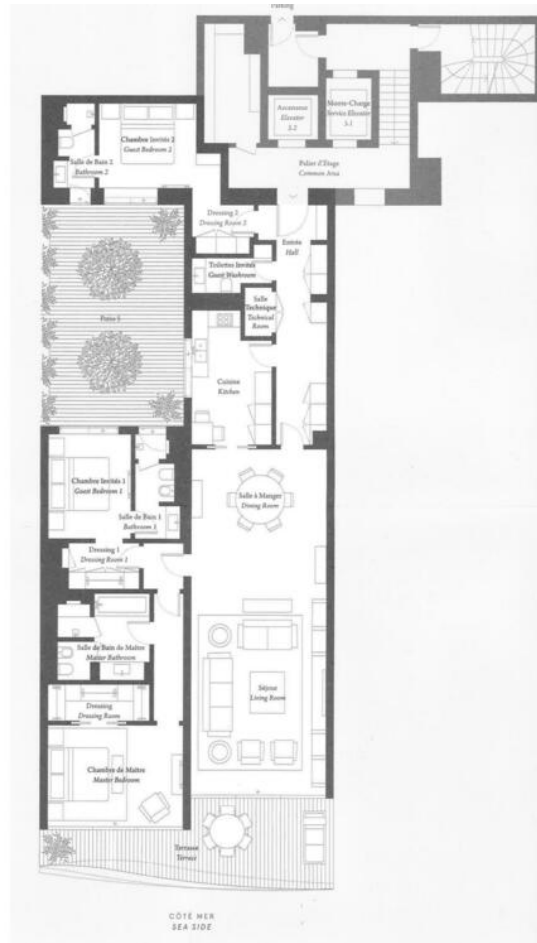 Parking
Ascenseur
Elevator
3.2
Monte-Charge
Service Elevator
3.1
Palier d'Étage
Common Area
Chambre Invités 2
Guest Bedroom 2
Salle de Bain 2
Bathroom 2
Dressing 2
Dressing Room 2
Entrée
Hall
Toilettes Invités
Guest Washroom
Salle
Technique
Technical
Room
Patio 1
Cuisine
Kitchen
Chambre Invités 1
Guest Bedroom 1
Salle à Manger
Dining Room
Salle de Bain 1
Bathroom 1
Dressing 1
Dressing Room 1
Salle de Bain de Maître
Master Bathroom
Séjour
Living Room
Dressing
Dressing Room
Chambre de Maître
Master Bedroom
Terrasse
Terrace
CÔTÉ MER
SEA SIDE